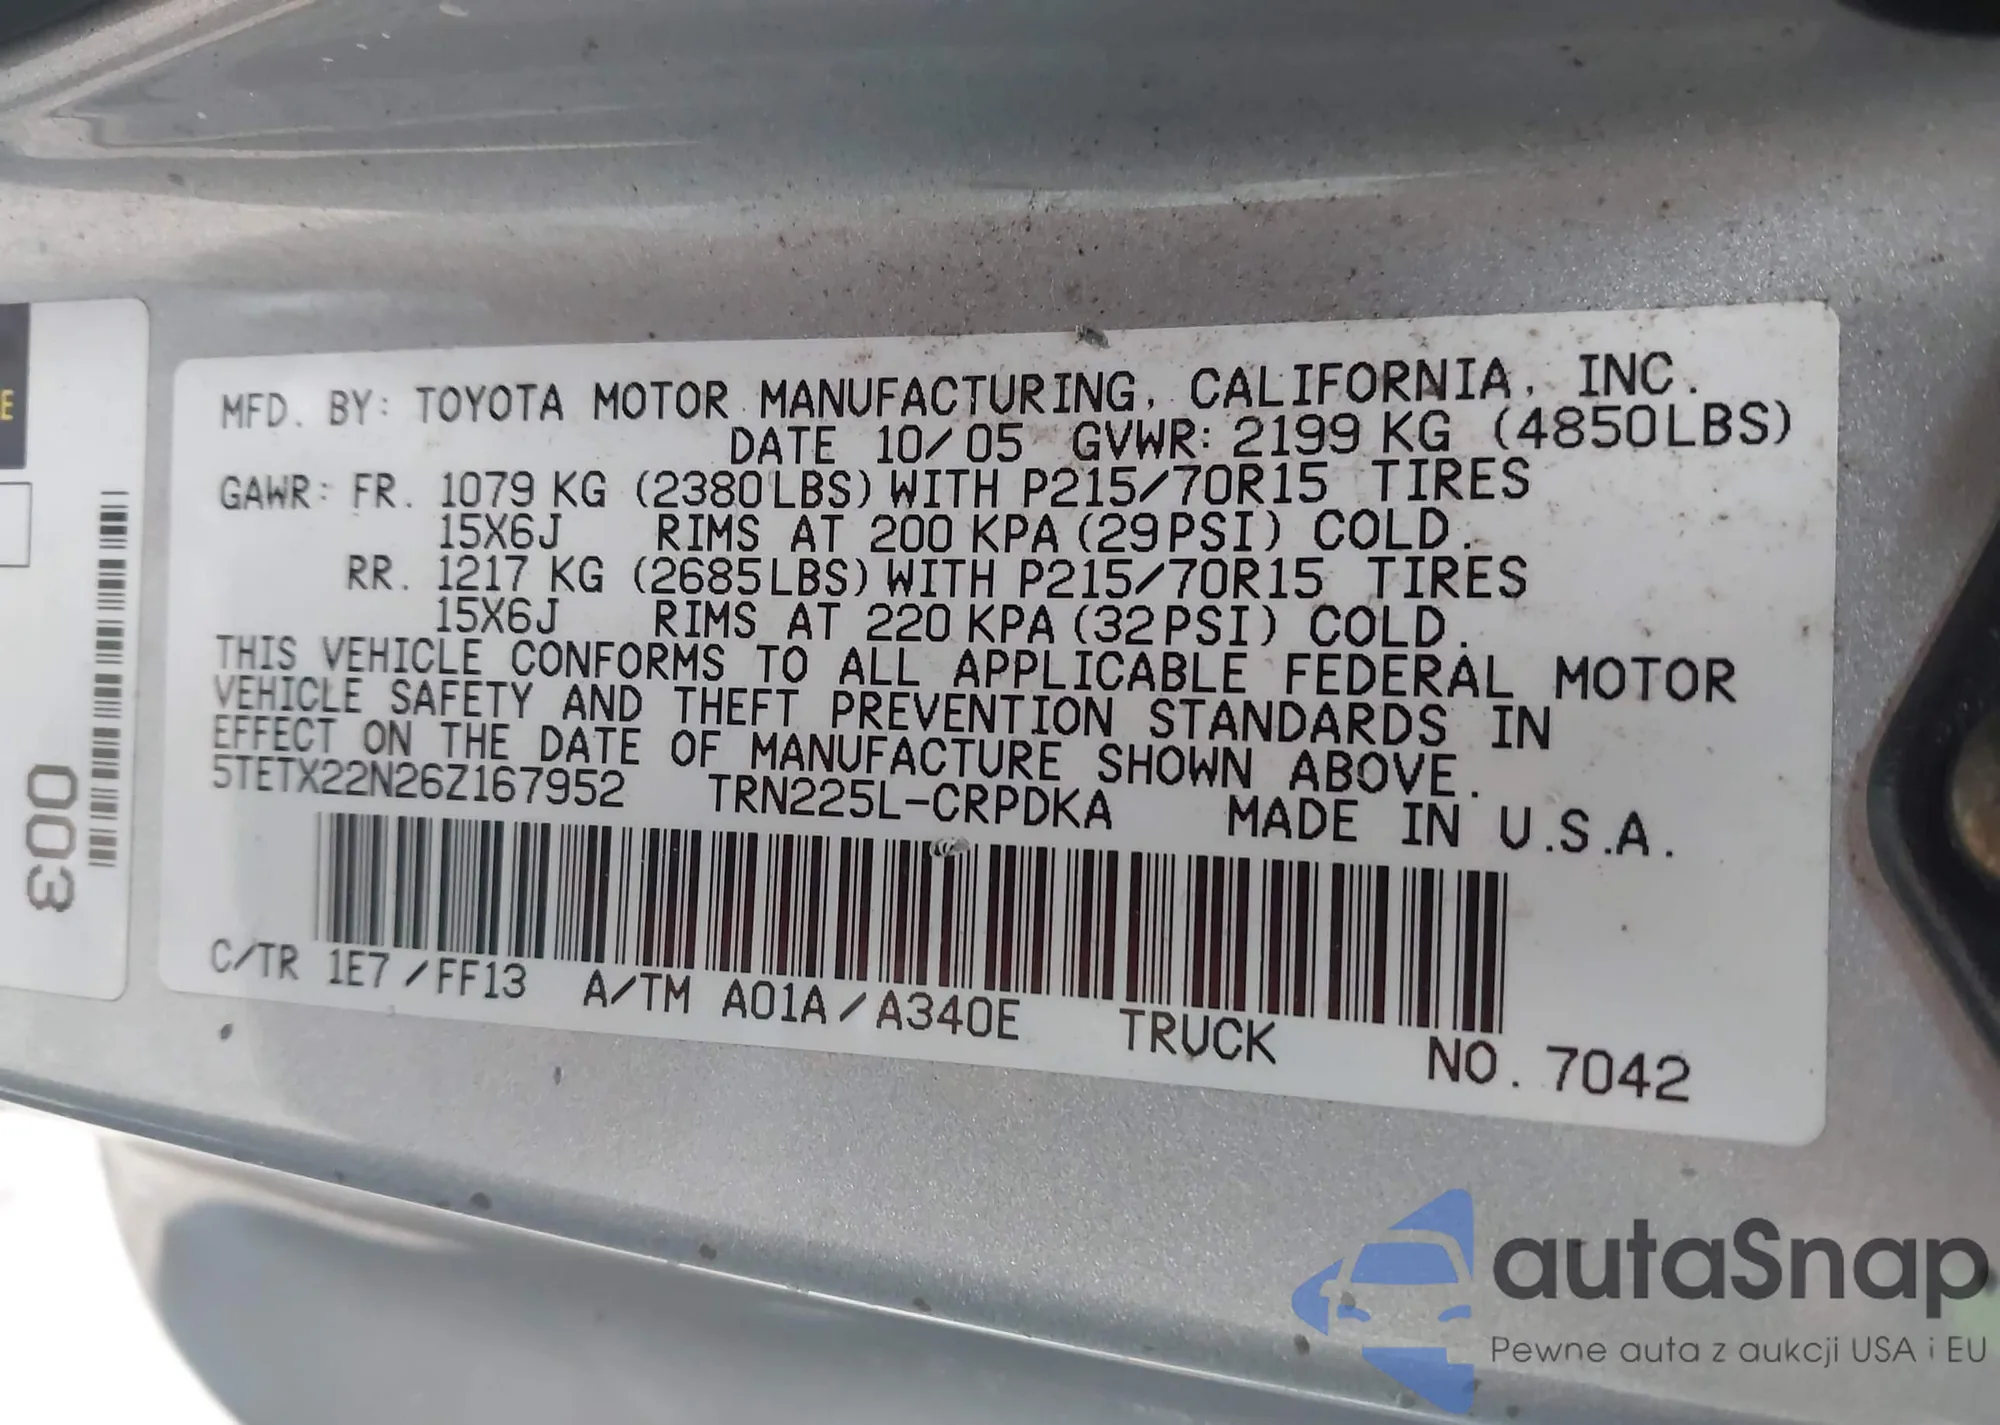 E
003
MFD. BY: TOYOTA MOTOR MANUFACTURING, CALIFORNIA, INC.
DATE 10/05 GVWR: 2199 KG (4850LBS)
GAWR: FR. 1079 KG (2380LBS) WITH P215/70R15 TIRES
15X6J RIMS AT 200 KPA (29PSI) COLD.
RR. 1217 KG (2685LBS) WITH P215/70R15 TIRES
15X6J RIMS AT 220 KPA (32PSI) COLD.
THIS VEHICLE CONFORMS TO ALL APPLICABLE FEDERAL MOTOR
VEHICLE SAFETY AND THEFT PREVENTION STANDARDS IN
EFFECT ON THE DATE OF MANUFACTURE SHOWN ABOVE.
5TETX22N26Z167952 TRN225L-CRPDKA MADE IN U.S.A.
C/TR 1E7/FF13 A/TM A01A/A340E TRUCK NO. 7042
autaSnap
Pewne auta z aukcji USA i EU